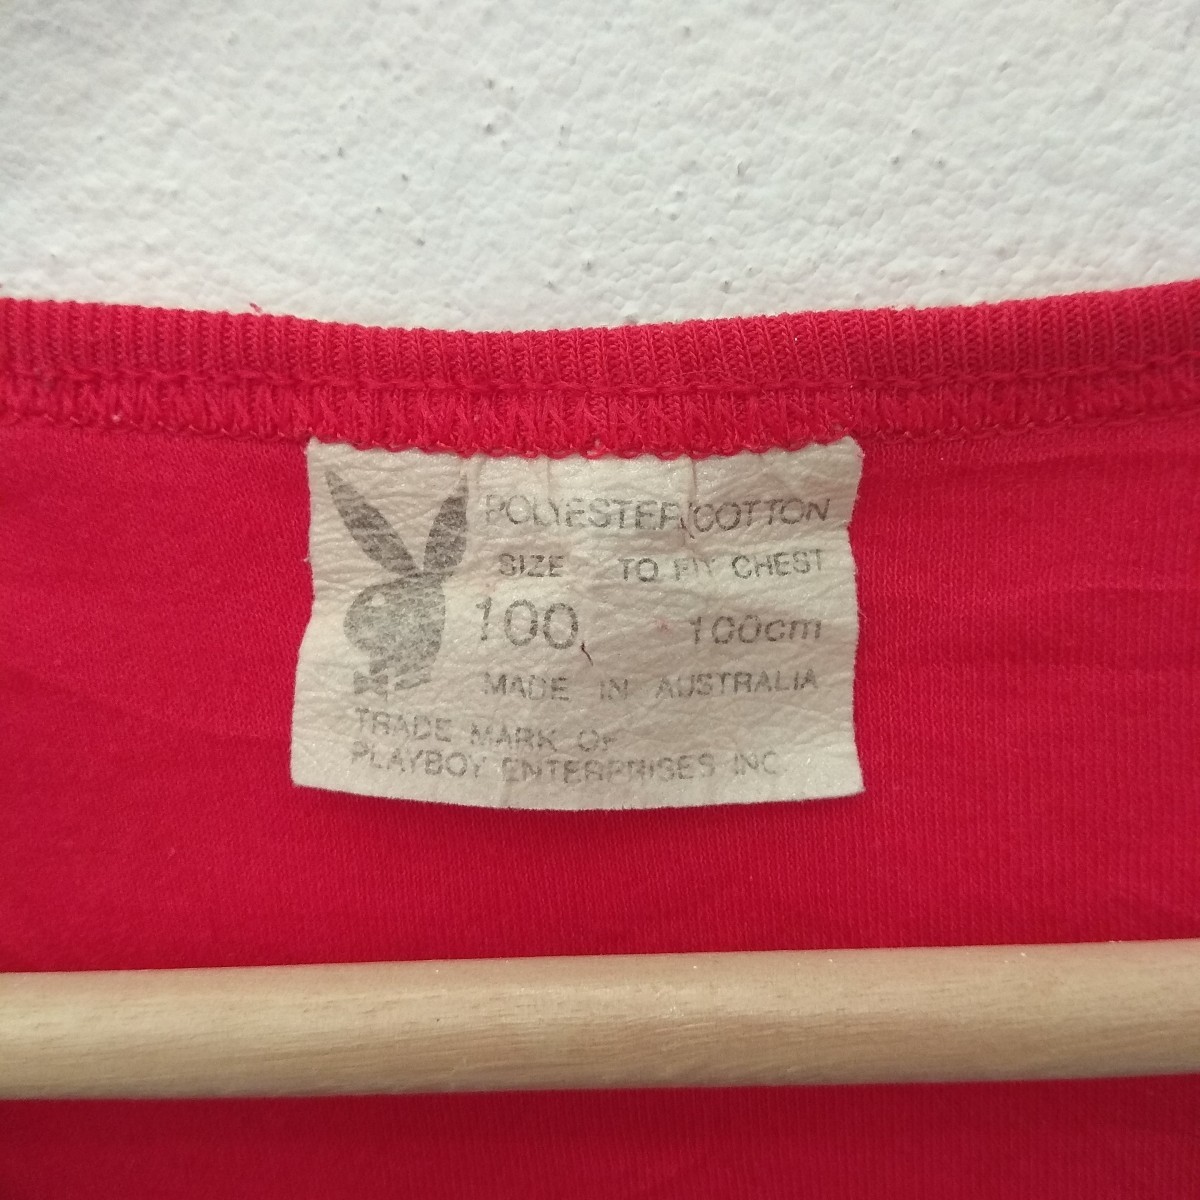 POLYESTER/COTTON
SIZE TO FIT CHEST
100 100cm
MADE IN AUSTRALIA
TRADE MARK OF
PLAYBOY ENTERPRISES INC.